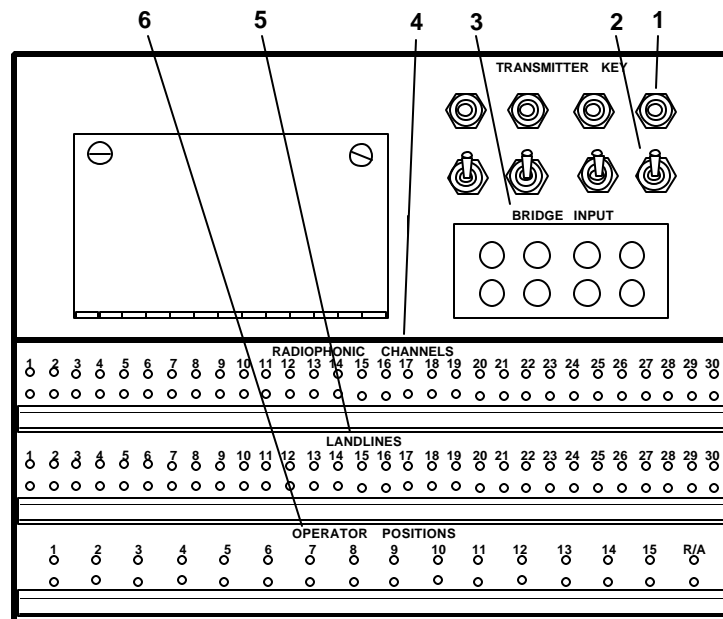 6 5 4 3 2 1
TRANSMITTER KEY
BRIDGE INPUT
RADIOPHONIC CHANNELS
1 2 3 4 5 6 7 8 9 10 11 12 13 14 15 16 17 18 19 20 21 22 23 24 25 26 27 28 29 30
LANDLINES
1 2 3 4 5 6 7 8 9 10 11 12 13 14 15 16 17 18 19 20 21 22 23 24 25 26 27 28 29 30
OPERATOR POSITIONS
1 2 3 4 5 6 7 8 9 10 11 12 13 14 15 R/A